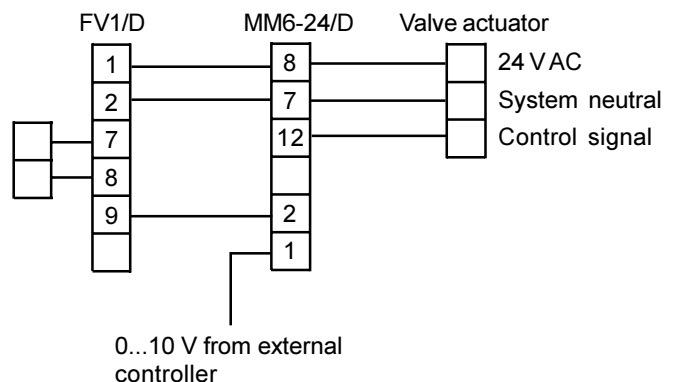 FV1/D MM6-24/D Valve actuator
1 8 24 V AC
2 7 System neutral
7 12 Control signal
8
9 2
1
0...10 V from external
controller